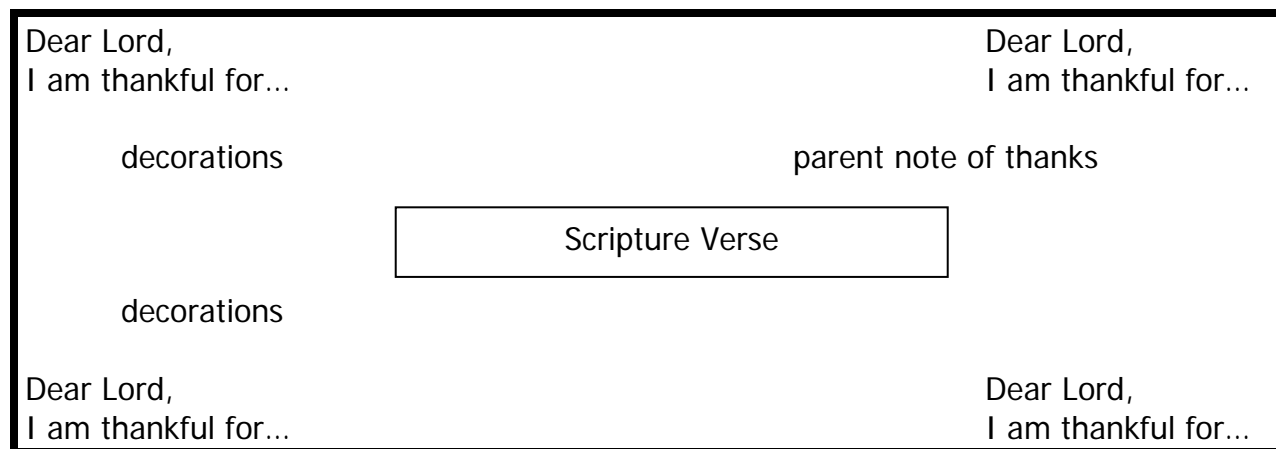 Dear Lord,
I am thankful for...
Dear Lord,
I am thankful for...
decorations
parent note of thanks
Scripture Verse
decorations
Dear Lord,
I am thankful for...
Dear Lord,
I am thankful for...